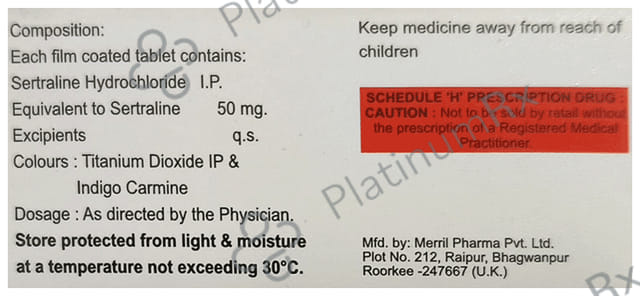 Composition:
Each film coated tablet contains:
Sertraline Hydrochloride I.P.
Equivalent to Sertraline 50 mg.
Excipients q.s.
Colours : Titanium Dioxide IP &
Indigo Carmine
Dosage : As directed by the Physician.
Store protected from light & moisture
at a temperature not exceeding 30°C.
Keep medicine away from reach of
children
SCHEDULE 'H' PRESCRIPTION DRUG :
CAUTION : Not to be sold by retail without
the prescription of a Registered Medical
Practitioner.
Mfd. by: Merril Pharma Pvt. Ltd.
Plot No. 212, Raipur, Bhagwanpur
Roorkee -247667 (U.K.)
PlatinumRx
PlatinumRx
Rx